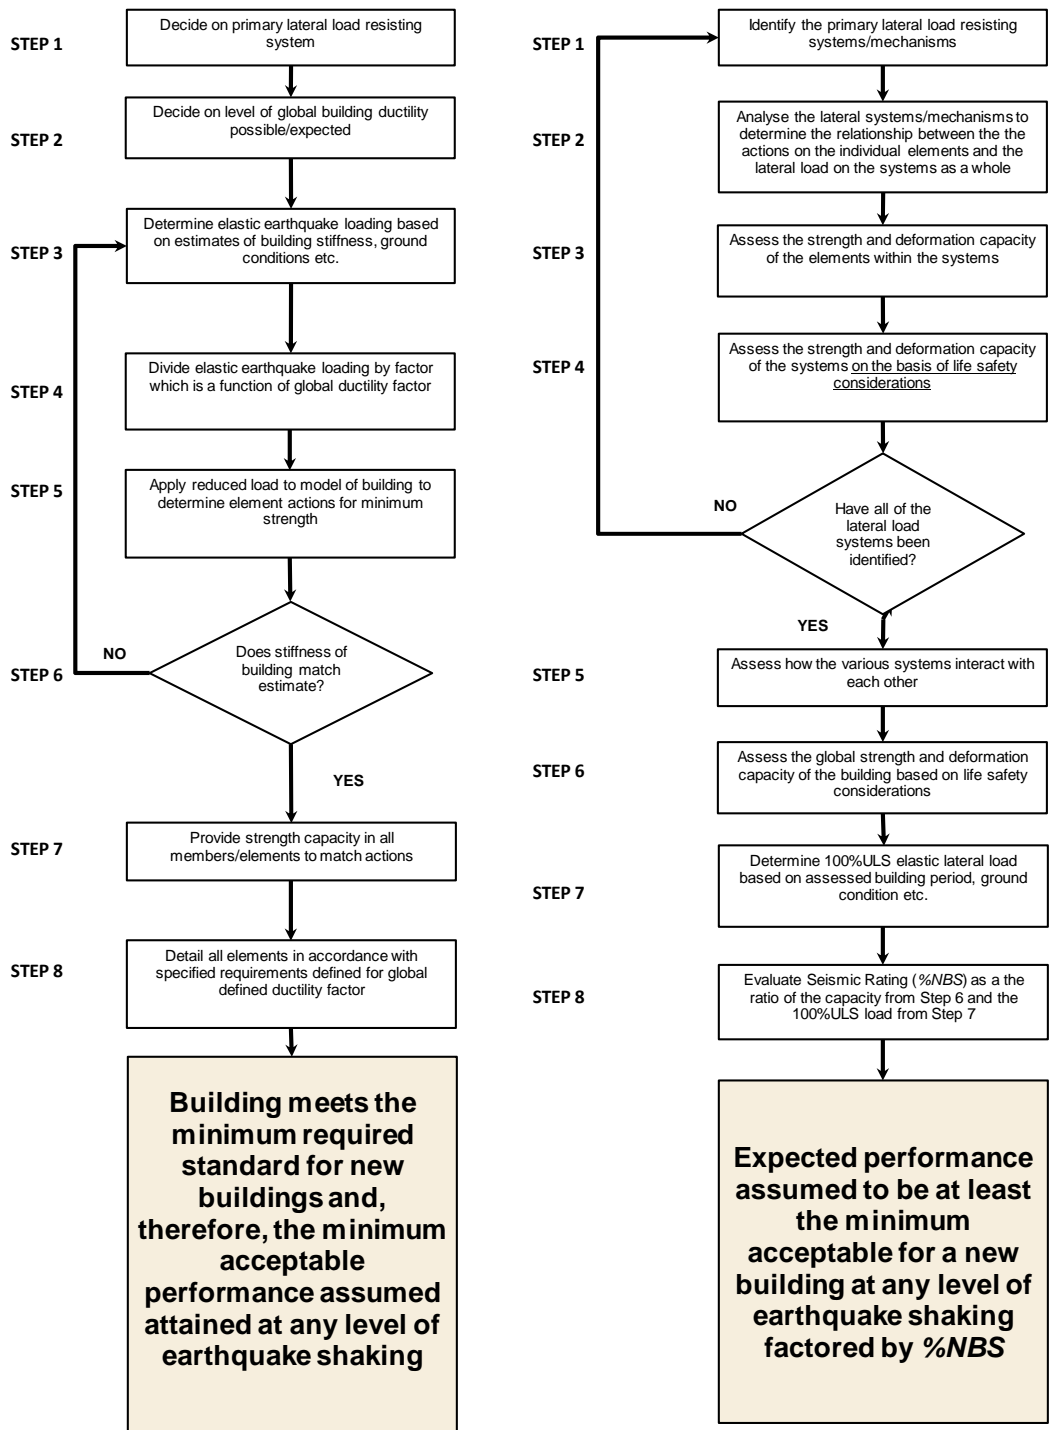 STEP 1
Decide on primary lateral load resisting
system
STEP 2
Decide on level of global building ductility
possible/expected
STEP 3
Determine elastic earthquake loading based
on estimates of building stiffness, ground
conditions etc.
STEP 4
Divide elastic earthquake loading by factor
which is a function of global ductility factor
STEP 5
Apply reduced load to model of building to
determine element actions for minimum
strength
STEP 6
NO
Does stiffness of
building match
estimate?
YES
STEP 7
Provide strength capacity in all
members/elements to match actions
STEP 8
Detail all elements in accordance with
specified requirements defined for global
defined ductility factor
Building meets the
minimum required
standard for new
buildings and,
therefore, the minimum
acceptable
performance assumed
attained at any level of
earthquake shaking
STEP 1
Identify the primary lateral load resisting
systems/mechanisms
STEP 2
Analyse the lateral systems/mechanisms to
determine the relationship between the the
actions on the individual elements and the
lateral load on the systems as a whole
STEP 3
Assess the strength and deformation capacity
of the elements within the systems
STEP 4
Assess the strength and deformation capacity
of the systems on the basis of life safety
considerations
NO
Have all of the
lateral load
systems been
identified?
YES
STEP 5
Assess how the various systems interact with
each other
STEP 6
Assess the global strength and deformation
capacity of the building based on life safety
considerations
STEP 7
Determine 100%ULS elastic lateral load
based on assessed building period, ground
condition etc.
STEP 8
Evaluate Seismic Rating (%NBS) as a the
ratio of the capacity from Step 6 and the
100%ULS load from Step 7
Expected performance
assumed to be at least
the minimum
acceptable for a new
building at any level of
earthquake shaking
factored by %NBS